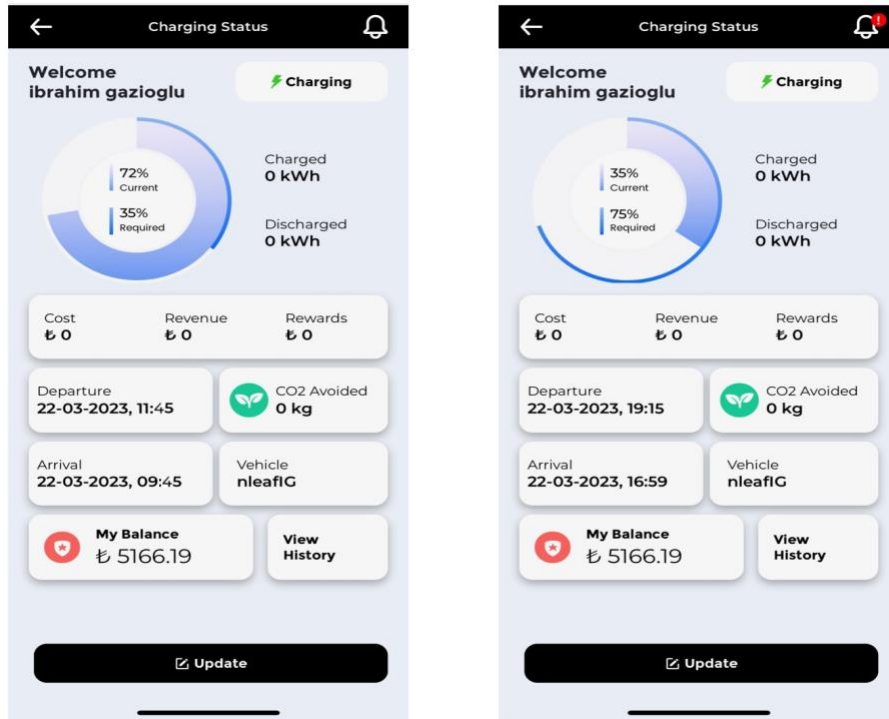 Charging Status
Welcome
ibrahim gazioglu
Charging
72%
Current
35%
Required
Charged
0 kWh
Discharged
0 kWh
Cost
₺ 0
Revenue
₺ 0
Rewards
₺ 0
Departure
22-03-2023, 11:45
CO2 Avoided
0 kg
Arrival
22-03-2023, 09:45
Vehicle
nleafIG
My Balance
₺ 5166.19
View
History
Update
Charging Status
!
Welcome
ibrahim gazioglu
Charging
35%
Current
75%
Required
Charged
0 kWh
Discharged
0 kWh
Cost
₺ 0
Revenue
₺ 0
Rewards
₺ 0
Departure
22-03-2023, 19:15
CO2 Avoided
0 kg
Arrival
22-03-2023, 16:59
Vehicle
nleafIG
My Balance
₺ 5166.19
View
History
Update